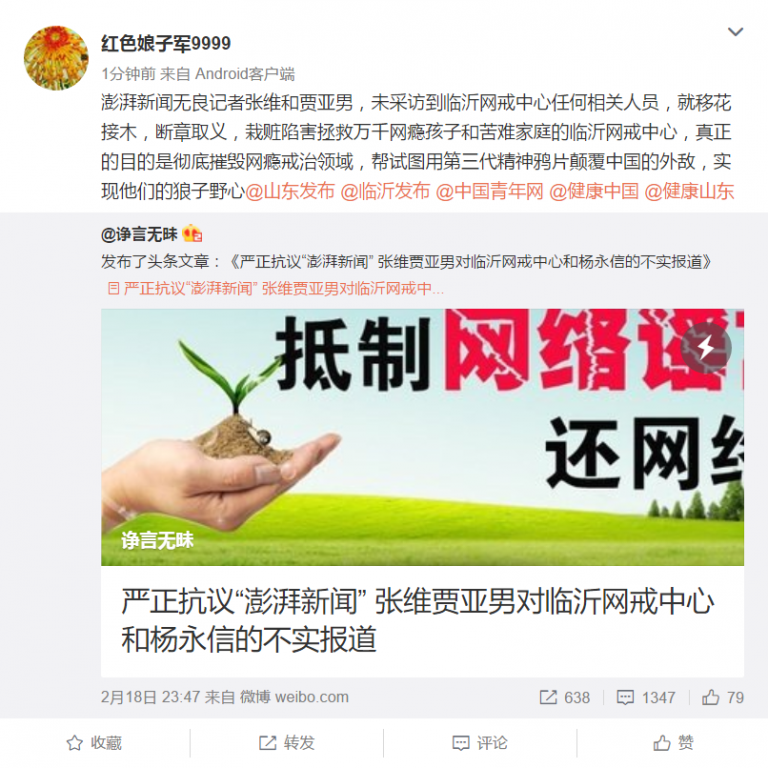 红色娘子军9999
1分钟前 来自 Android客户端
澎湃新闻无良记者张维和贾亚男，未采访到临沂网戒中心任何相关人员，就移花
接木，断章取义，栽赃陷害拯救万千网瘾孩子和苦难家庭的临沂网戒中心，真正
的目的是彻底摧毁网瘾戒治领域，帮试图用第三代精神鸦片颠覆中国的外敌，实
现他们的狼子野心@山东发布 @临沂发布 @中国青年网 @健康中国 @健康山东
@诤言无昧
发布了头条文章：《严正抗议“澎湃新闻” 张维贾亚男对临沂网戒中心和杨永信的不实报道》
严正抗议“澎湃新闻” 张维贾亚男对临沂网戒中...
抵制网络谣
还网络
诤言无昧
严正抗议“澎湃新闻” 张维贾亚男对临沂网戒中心
和杨永信的不实报道
2月18日 23:47 来自 微博 weibo.com 638 1347 79
收藏 转发 评论 赞